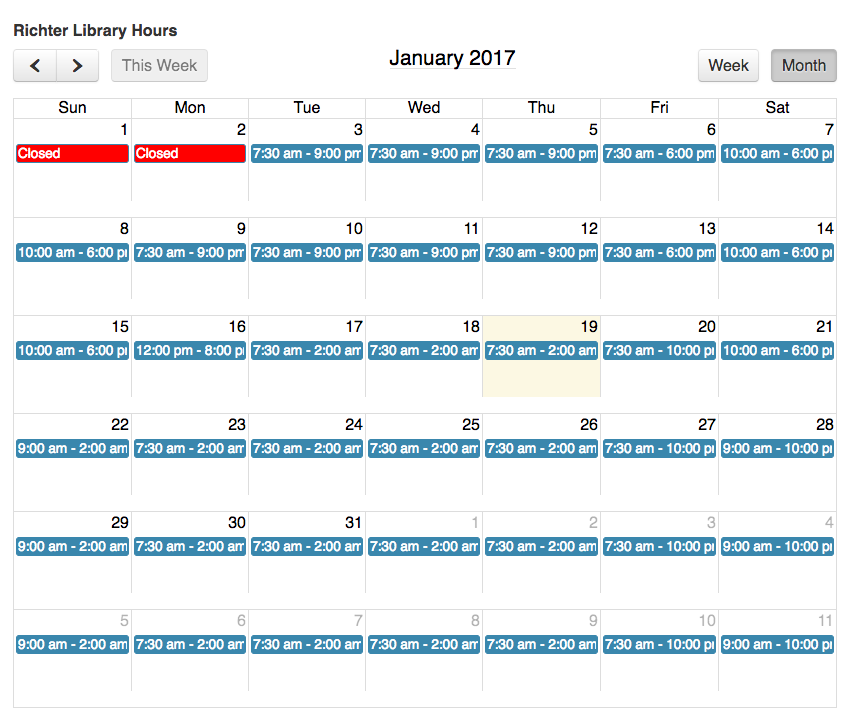 Richter Library Hours
This Week January 2017 Week Month
Sun Mon Tue Wed Thu Fri Sat
1 2 3 4 5 6 7
Closed Closed 7:30 am - 9:00 pm 7:30 am - 9:00 pm 7:30 am - 9:00 pm 7:30 am - 6:00 pm 10:00 am - 6:00 p
8 9 10 11 12 13 14
10:00 am - 6:00 p 7:30 am - 9:00 pm 7:30 am - 9:00 pm 7:30 am - 9:00 pm 7:30 am - 9:00 pm 7:30 am - 6:00 pm 10:00 am - 6:00 p
15 16 17 18 19 20 21
10:00 am - 6:00 p 12:00 pm - 8:00 p 7:30 am - 2:00 am 7:30 am - 2:00 am 7:30 am - 2:00 am 7:30 am - 10:00 p 10:00 am - 6:00 p
22 23 24 25 26 27 28
9:00 am - 2:00 am 7:30 am - 2:00 am 7:30 am - 2:00 am 7:30 am - 2:00 am 7:30 am - 2:00 am 7:30 am - 10:00 p 9:00 am - 10:00 p
29 30 31 1 2 3 4
9:00 am - 2:00 am 7:30 am - 2:00 am 7:30 am - 2:00 am 7:30 am - 2:00 am 7:30 am - 2:00 am 7:30 am - 10:00 p 9:00 am - 10:00 p
5 6 7 8 9 10 11
9:00 am - 2:00 am 7:30 am - 2:00 am 7:30 am - 2:00 am 7:30 am - 2:00 am 7:30 am - 2:00 am 7:30 am - 10:00 p 9:00 am - 10:00 p